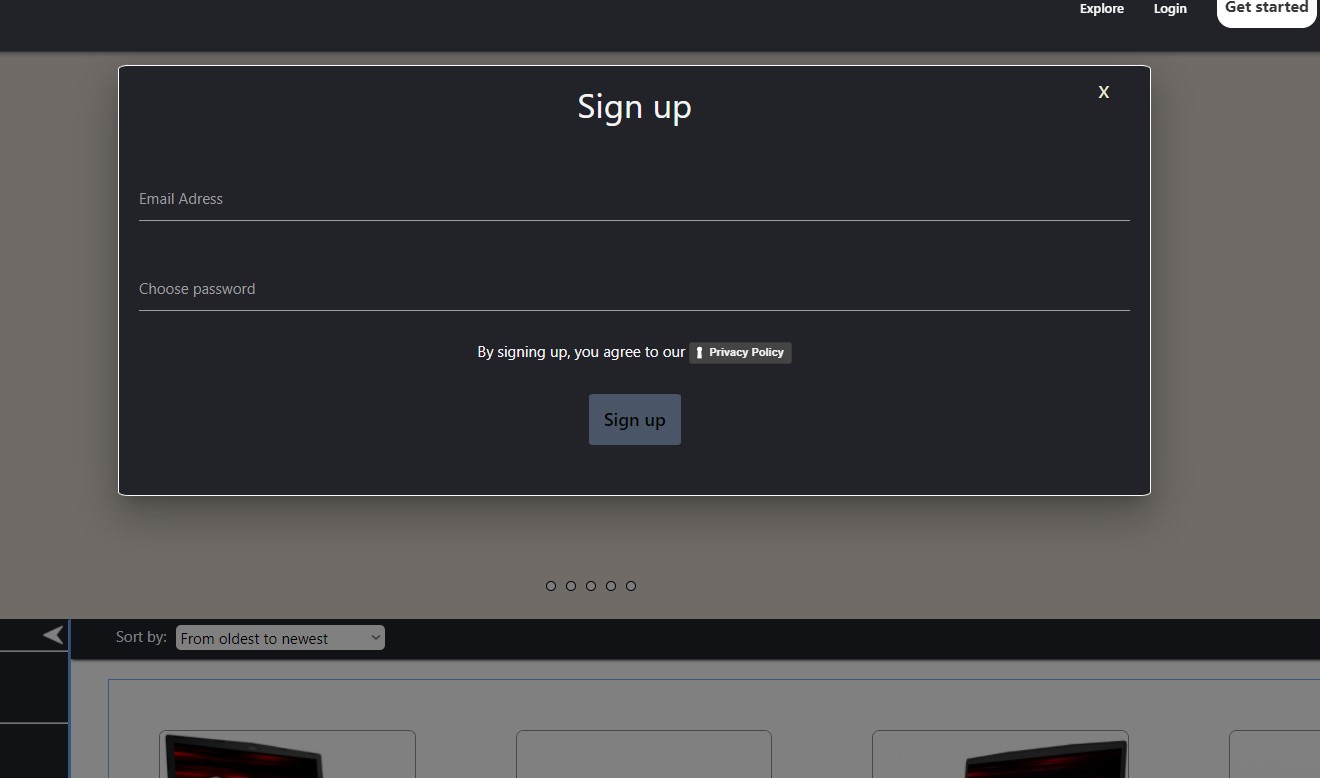 Explore Login Get started
Sign up
X
Email Adress
Choose password
By signing up, you agree to our Privacy Policy
Sign up
Sort by: From oldest to newest